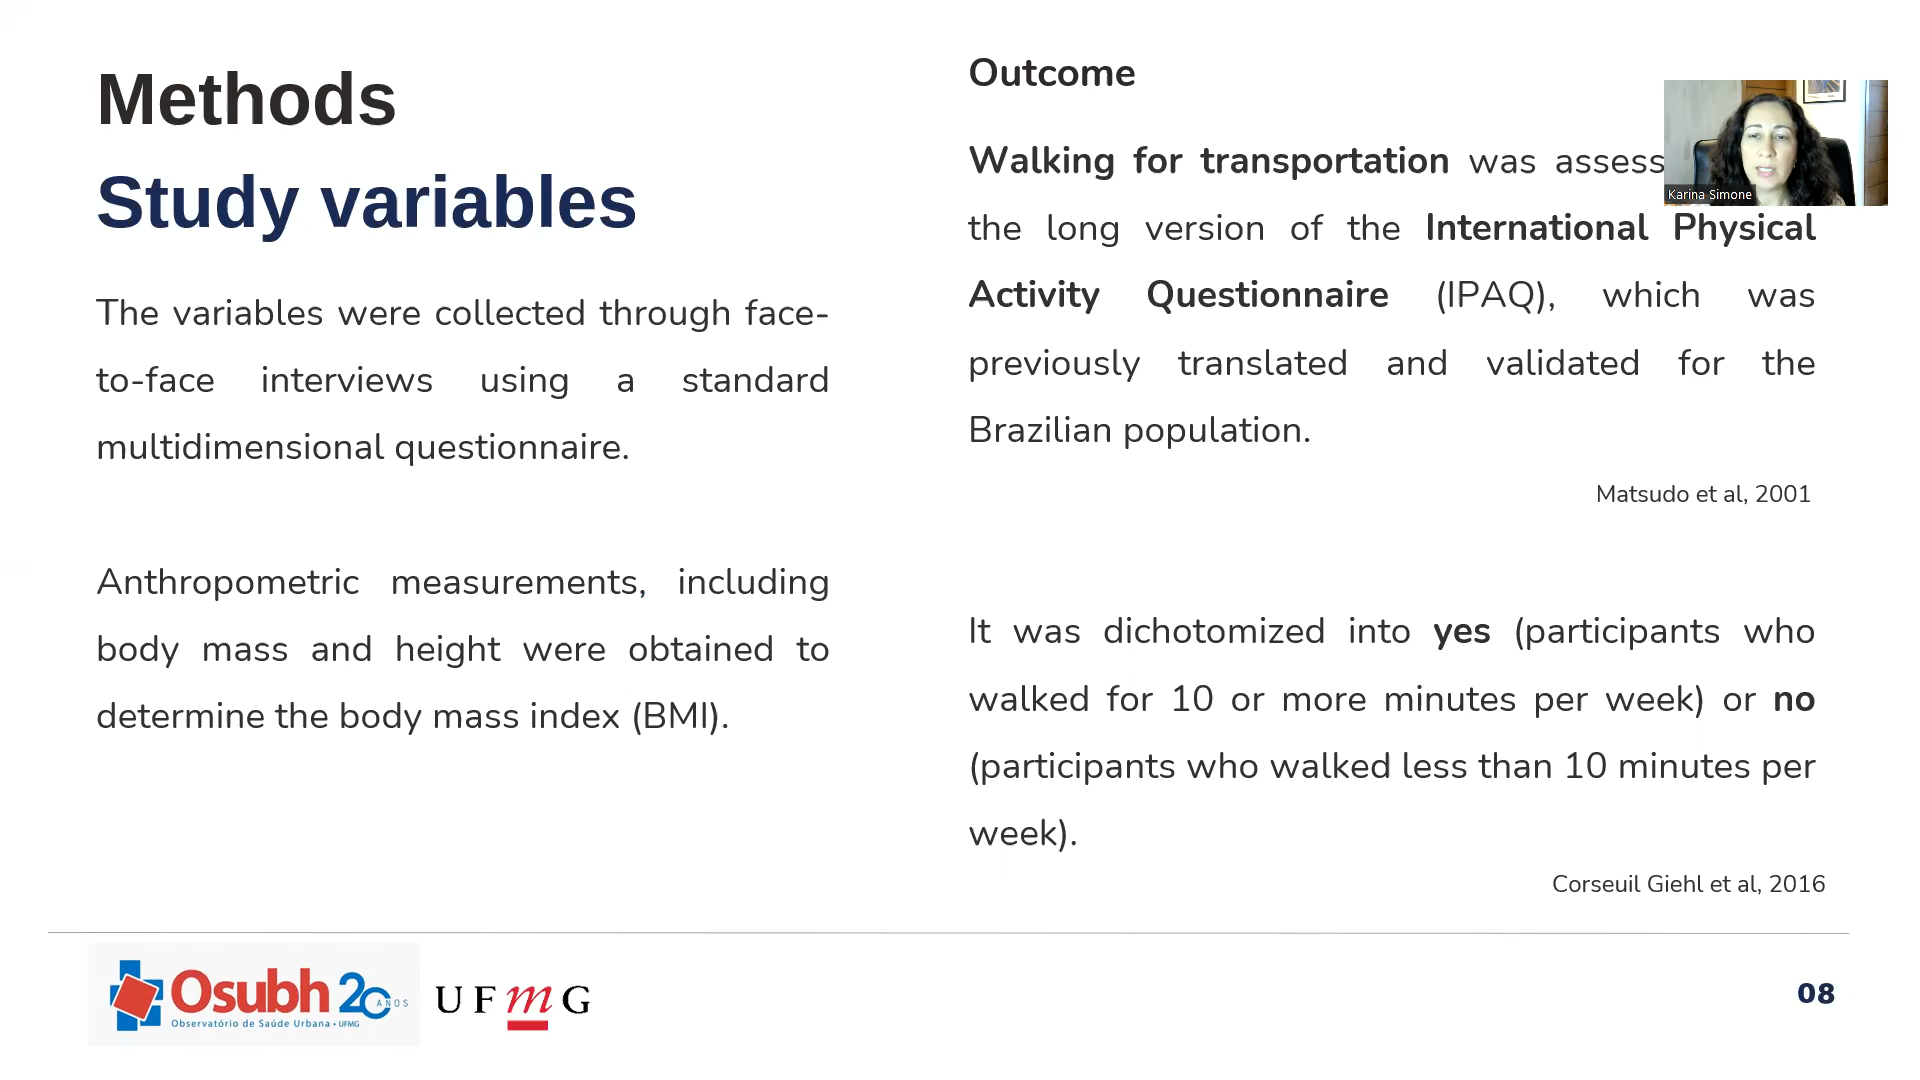 Methods
Study variables
The variables were collected through face-
to-face interviews using a standard
multidimensional questionnaire.
Anthropometric measurements, including
body mass and height were obtained to
determine the body mass index (BMI).
Outcome
Walking for transportation was assess
the long version of the International Physical
Activity Questionnaire (IPAQ), which was
previously translated and validated for the
Brazilian population.
Matsudo et al, 2001
It was dichotomized into yes (participants who
walked for 10 or more minutes per week) or no
(participants who walked less than 10 minutes per
week).
Corseuil Giehl et al, 2016
Karina Simone
Osubh 20 ANOS
Observatório de Saúde Urbana • UFMG
UFmG
08